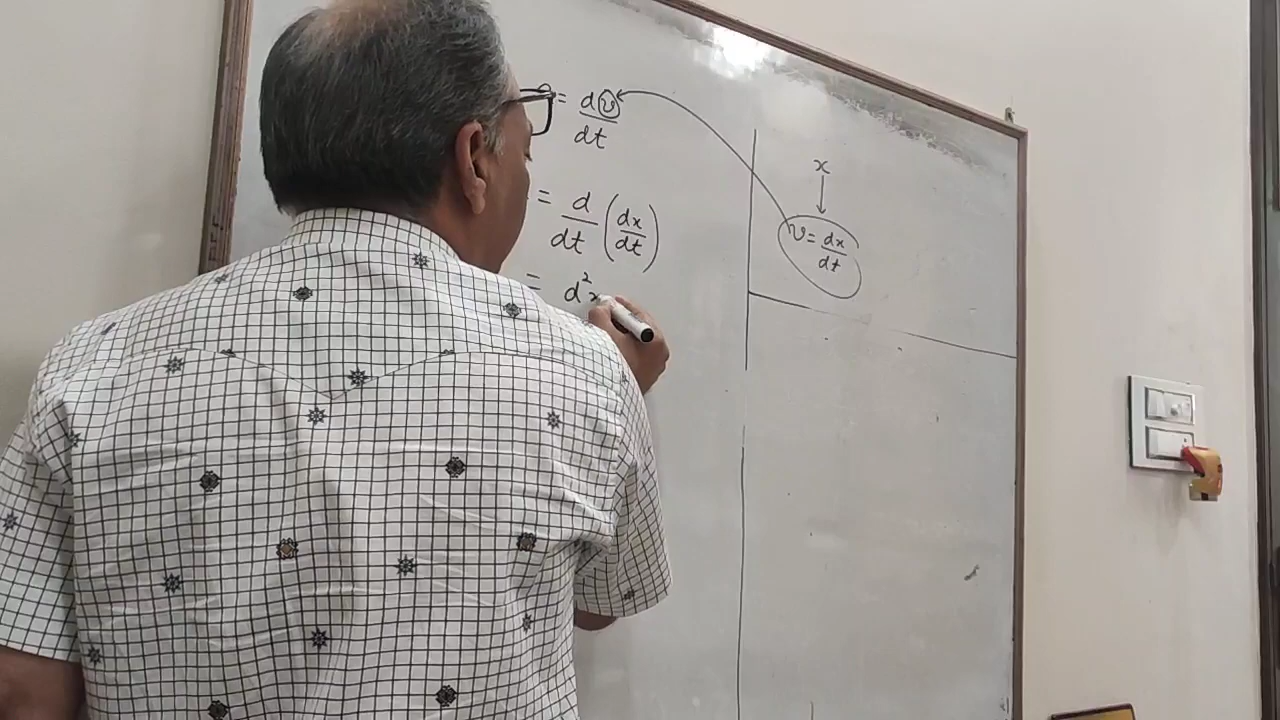 = dv/dt
= d/dt (dx/dt)
= d²x
x
v = dx/dt